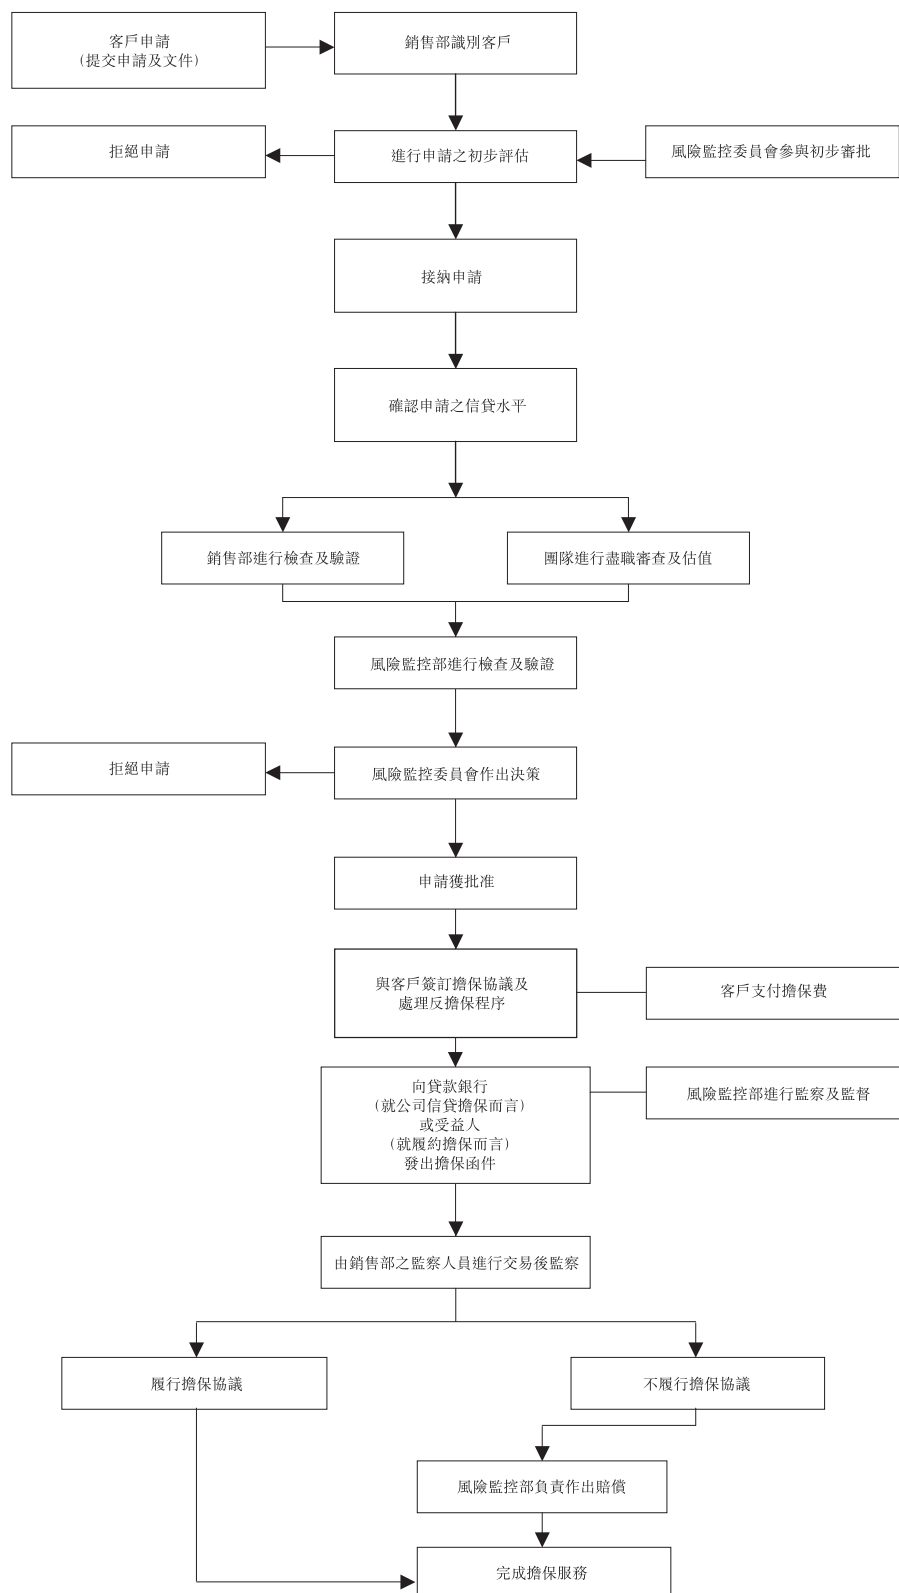 客戶申請
(提交申請及文件)
銷售部識別客戶
拒絕申請
進行申請之初步評估
風險監控委員會參與初步審批
接納申請
確認申請之信貸水平
銷售部進行檢查及驗證
團隊進行盡職審查及估值
風險監控部進行檢查及驗證
拒絕申請
風險監控委員會作出決策
申請獲批准
與客戶簽訂擔保協議及
處理反擔保程序
客戶支付擔保費
向貸款銀行
(就公司信貸擔保而言)
或受益人
(就履約擔保而言)
發出擔保函件
風險監控部進行監察及監督
由銷售部之監察人員進行交易後監察
履行擔保協議
不履行擔保協議
風險監控部負責作出賠償
完成擔保服務